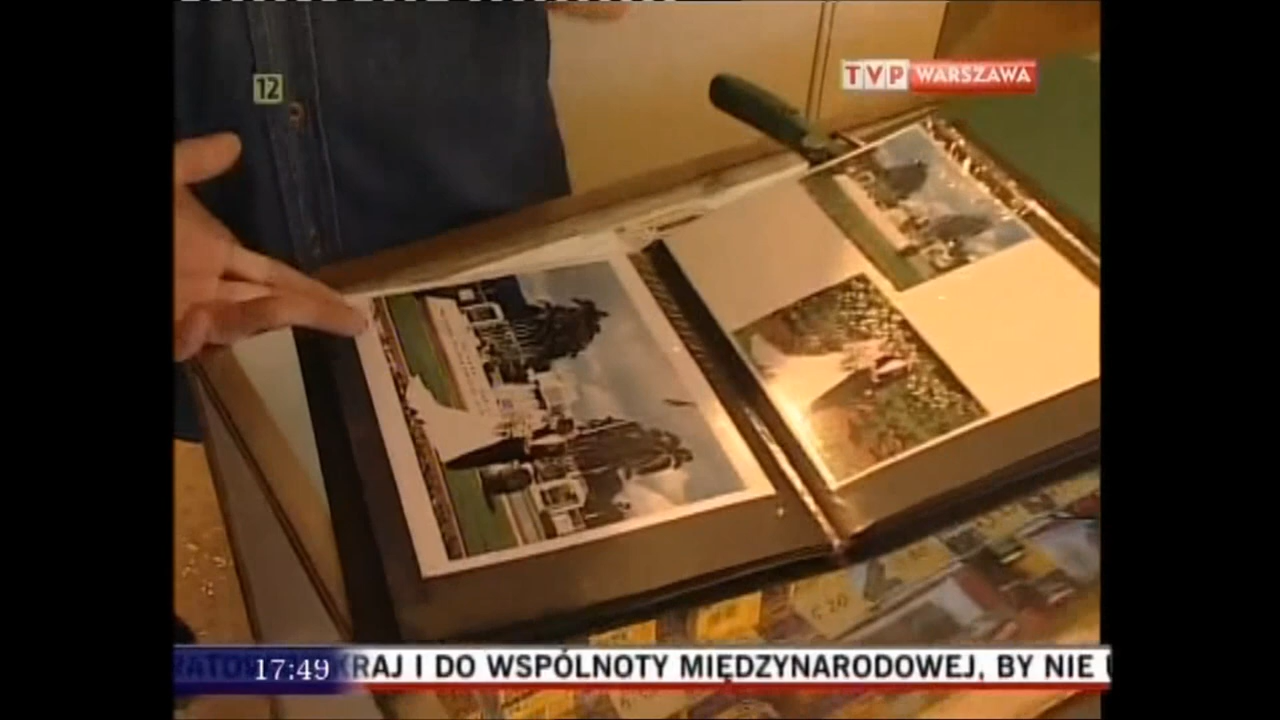 12
TVP WARSZAWA
17:49 KRAJ I DO WSPÓLNOTY MIĘDZYNARODOWEJ, BY NIE